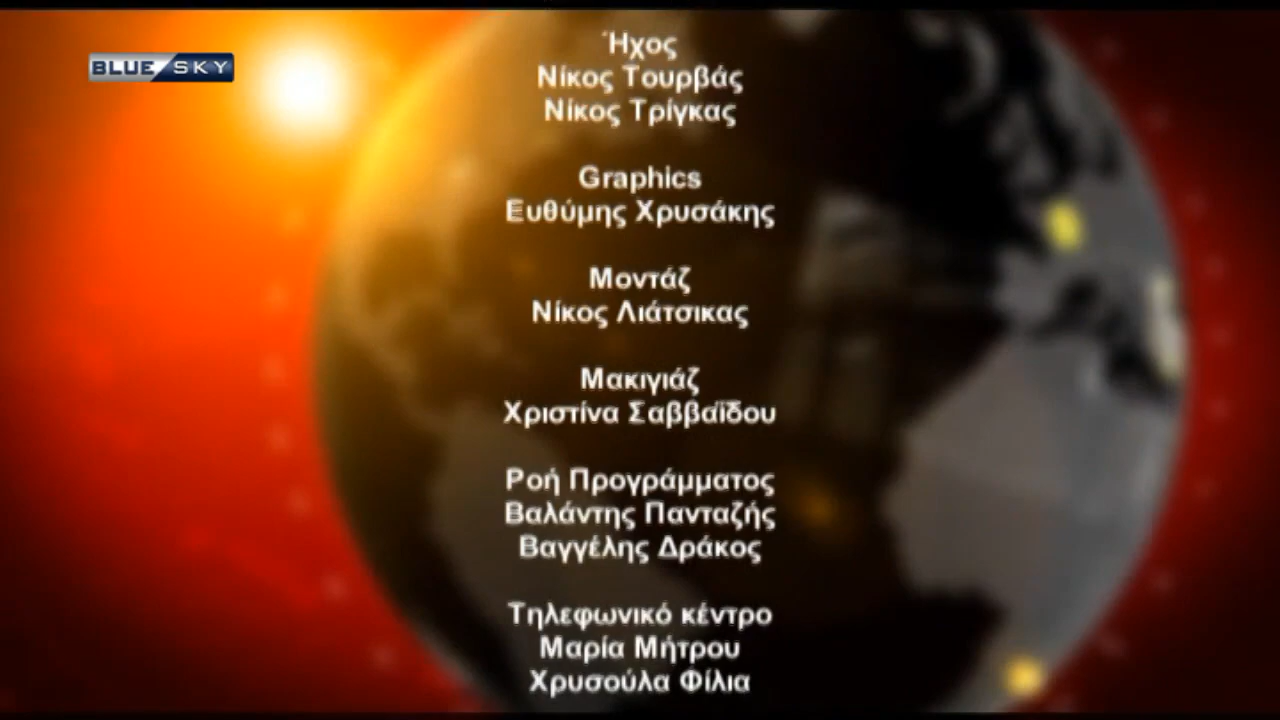 BLUE SKY
Ήχος
Νίκος Τουρβάς
Νίκος Τρίγκας
Graphics
Ευθύμης Χρυσάκης
Μοντάζ
Νίκος Λιάτσικας
Μακιγιάζ
Χριστίνα Σαββαΐδου
Ροή Προγράμματος
Βαλάντης Πανταζής
Βαγγέλης Δράκος
Τηλεφωνικό κέντρο
Μαρία Μήτρου
Χρυσούλα Φίλια